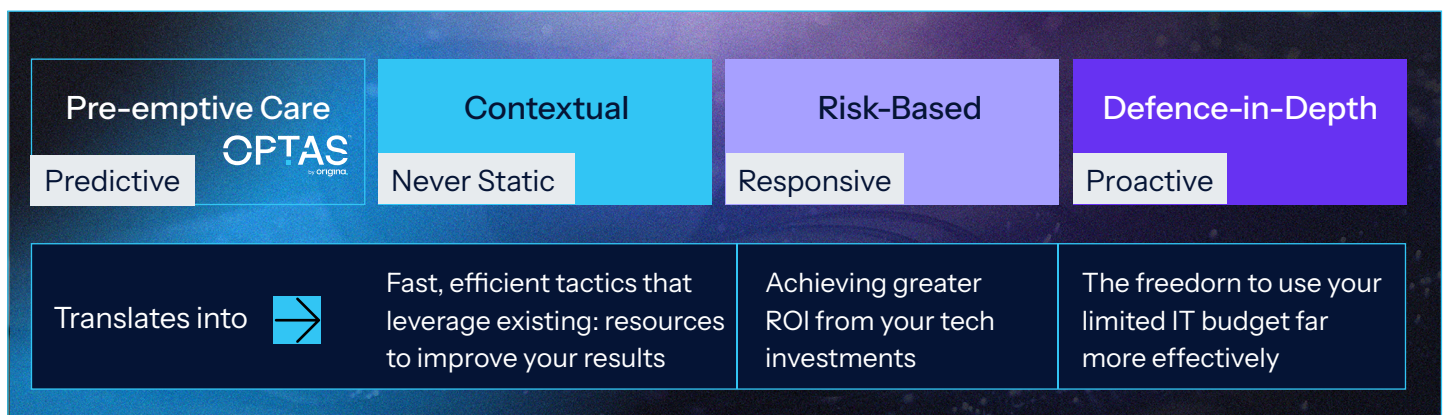 Pre-emptive Care
OPTAS
by origina.
Predictive
Contextual
Never Static
Risk-Based
Responsive
Defence-in-Depth
Proactive
Translates into
Fast, efficient tactics that
leverage existing: resources
to improve your results
Achieving greater
ROI from your tech
investments
The freedorn to use your
limited IT budget far
more effectively